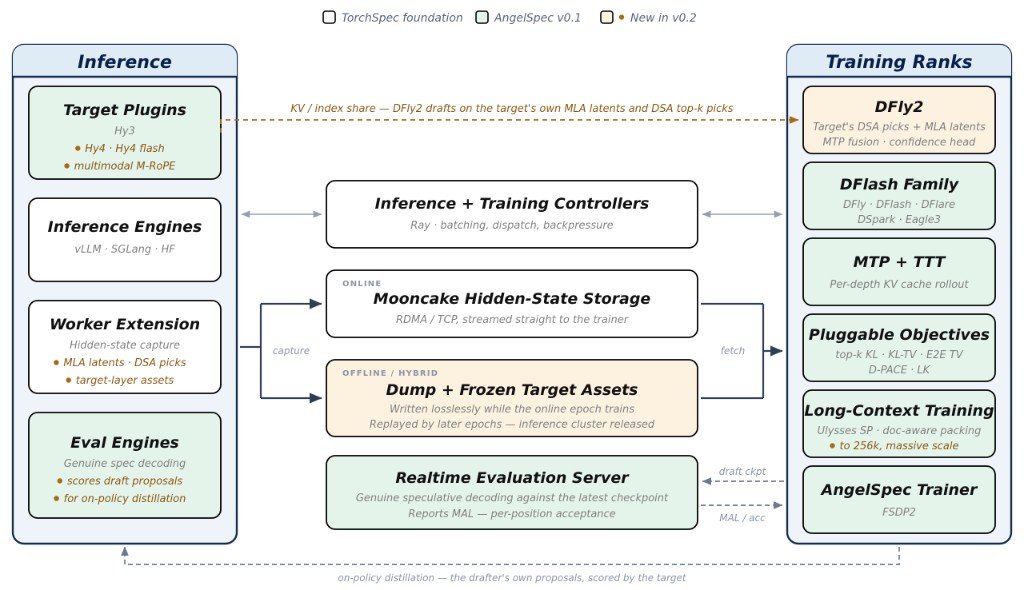 TorchSpec foundation
AngelSpec v0.1
● New in v0.2
Inference
Target Plugins
Hy3
● Hy4 · Hy4 flash
● multimodal M-RoPE
Inference Engines
vLLM · SGLang · HF
Worker Extension
Hidden-state capture
● MLA latents · DSA picks
● target-layer assets
Eval Engines
Genuine spec decoding
● scores draft proposals
● for on-policy distillation
KV / index share — DFly2 drafts on the target's own MLA latents and DSA top-k picks
Inference + Training Controllers
Ray · batching, dispatch, backpressure
capture
ONLINE
Mooncake Hidden-State Storage
RDMA / TCP, streamed straight to the trainer
OFFLINE / HYBRID
Dump + Frozen Target Assets
Written losslessly while the online epoch trains
Replayed by later epochs — inference cluster released
fetch
Realtime Evaluation Server
Genuine speculative decoding against the latest checkpoint
Reports MAL — per-position acceptance
draft ckpt
MAL / acc
Training Ranks
DFly2
Target's DSA picks + MLA latents
MTP fusion · confidence head
DFlash Family
DFly · DFlash · DFlare
DSpark · Eagle3
MTP + TTT
Per-depth KV cache rollout
Pluggable Objectives
top-k KL · KL-TV · E2E TV
D-PACE · LK
Long-Context Training
Ulysses SP · doc-aware packing
● to 256k, massive scale
AngelSpec Trainer
FSDP2
on-policy distillation — the drafter's own proposals, scored by the target